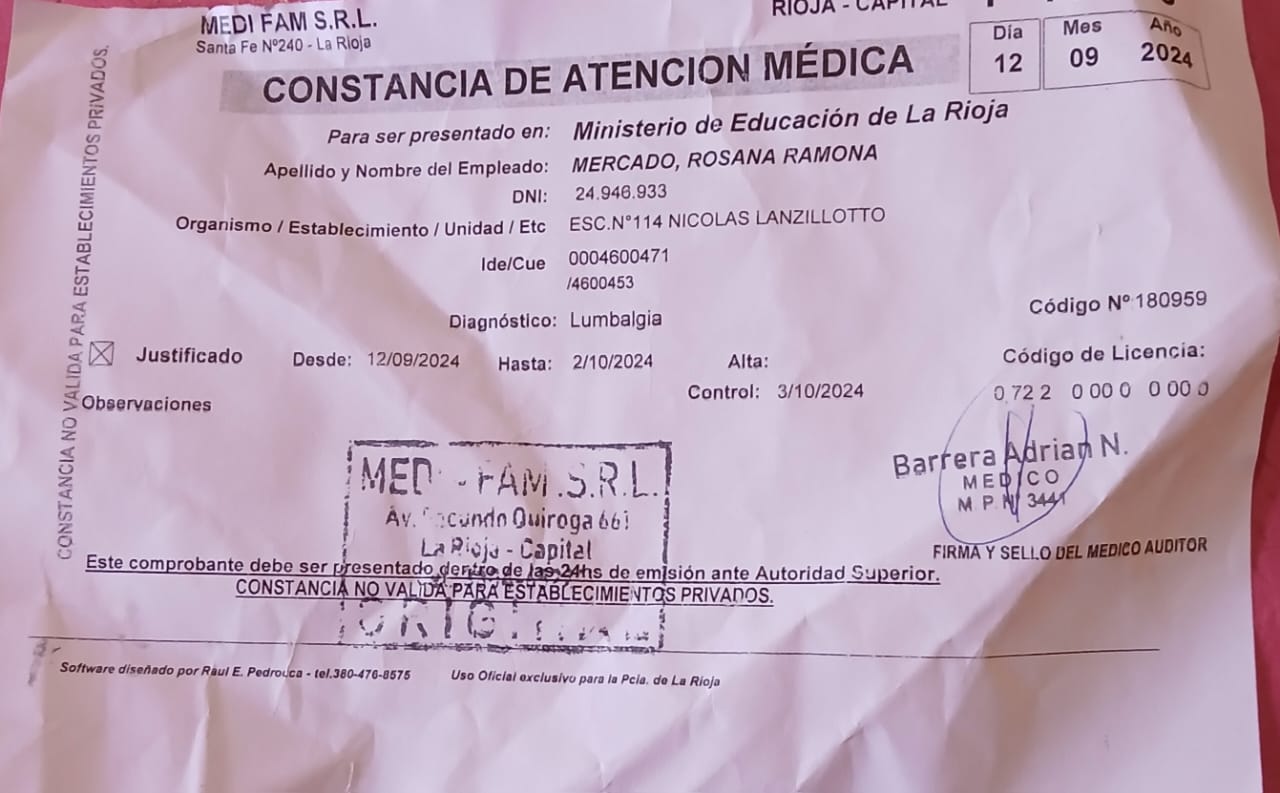 MEDI FAM S.R.L.
Santa Fe Nº240 - La Rioja
RIOJA - CAPITAL
Día Mes Año
12 09 2024
CONSTANCIA DE ATENCION MÉDICA
Para ser presentado en: Ministerio de Educación de La Rioja
Apellido y Nombre del Empleado: MERCADO, ROSANA RAMONA
DNI: 24.946.933
Organismo / Establecimiento / Unidad / Etc ESC.N°114 NICOLAS LANZILLOTTO
Ide/Cue 0004600471
/4600453
Código Nº 180959
Diagnóstico: Lumbalgia
Justificado Desde: 12/09/2024 Hasta: 2/10/2024 Alta:
Código de Licencia:
Control: 3/10/2024
0 72 2 0 00 0 0 00 0
Observaciones
CONSTANCIA NO VALIDA PARA ESTABLECIMIENTOS PRIVADOS.
MED - FAM .S.R.L.
Av. Quiroga 661
La Rioja - Capital
Barrera Adrian N.
MEDICO
M.P.N 3441
FIRMA Y SELLO DEL MEDICO AUDITOR
Este comprobante debe ser presentado dentro de las 24hs de emisión ante Autoridad Superior.
CONSTANCIA NO VALIDA PARA ESTABLECIMIENTOS PRIVADOS.
Software diseñado por Raul E. Pedrouca - tel.380-476-8575 Uso Oficial exclusivo para la Pcia. de La Rioja